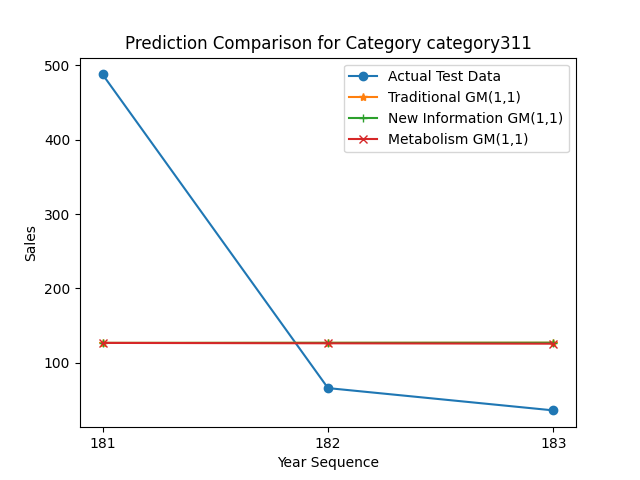 Prediction Comparison for Category category311
500
400
300
200
100
Sales
Actual Test Data
Traditional GM(1,1)
New Information GM(1,1)
Metabolism GM(1,1)
181
182
183
Year Sequence